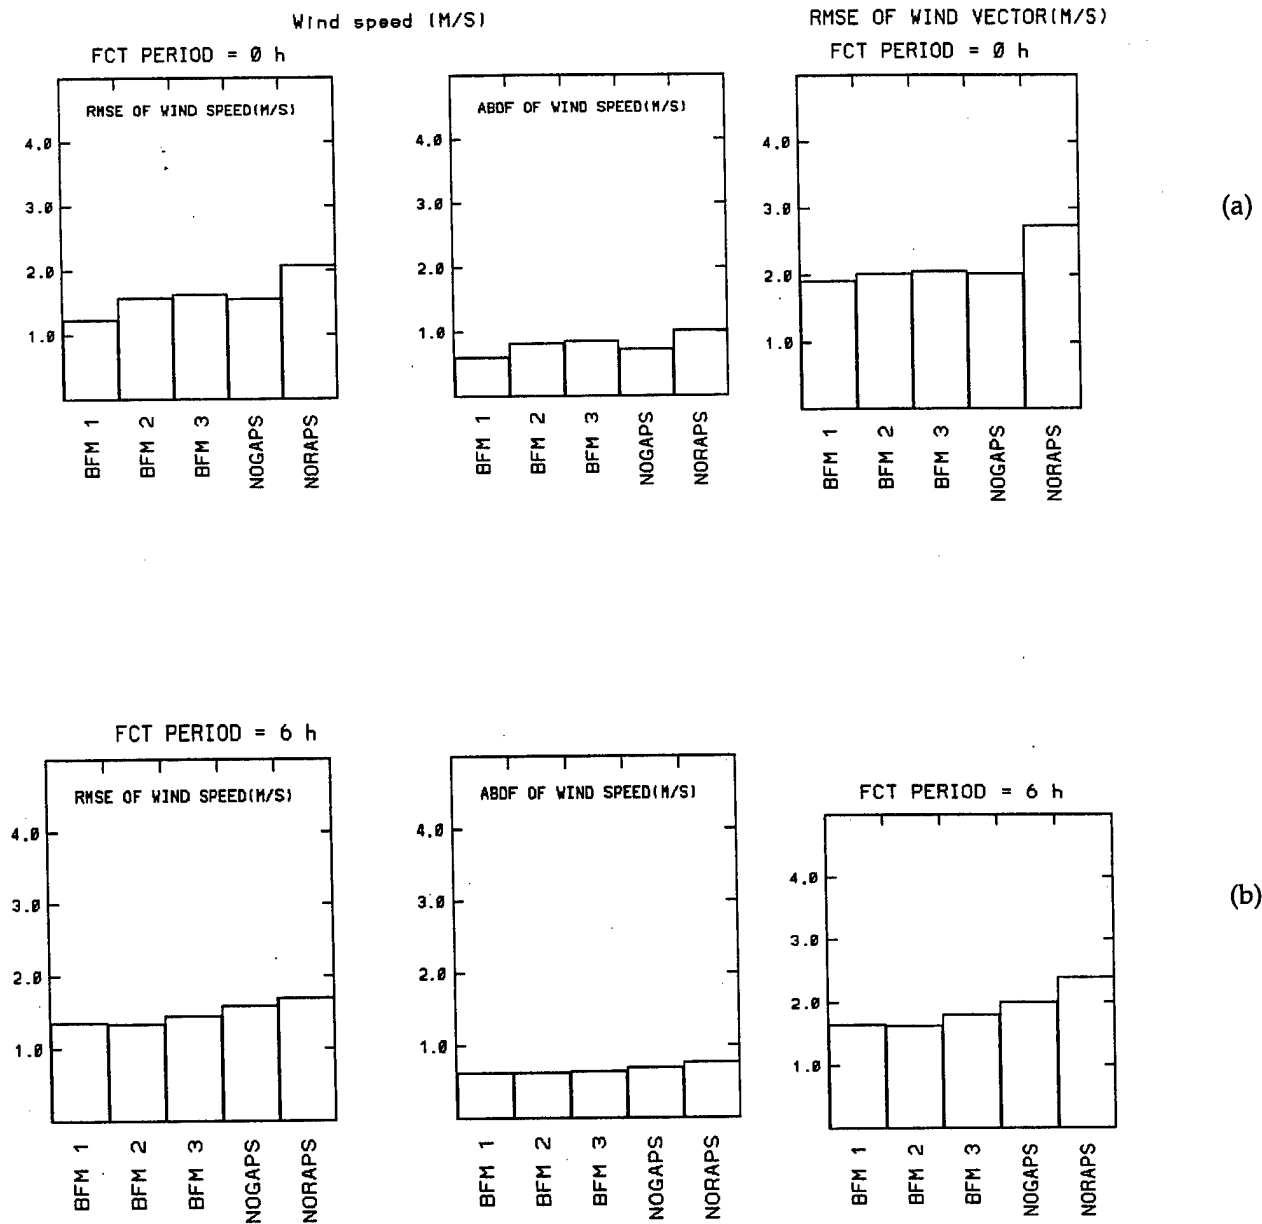 Wind speed (M/S)
RMSE OF WIND VECTOR(M/S)
FCT PERIOD = 0 h
FCT PERIOD = 0 h
RMSE OF WIND SPEED(M/S)
4.0
3.0
2.0
1.0
BFM 1
BFM 2
BFM 3
NOGAPS
NORAPS
ABDF OF WIND SPEED(M/S)
4.0
3.0
2.0
1.0
BFM 1
BFM 2
BFM 3
NOGAPS
NORAPS
4.0
3.0
2.0
1.0
BFM 1
BFM 2
BFM 3
NOGAPS
NORAPS
(a)
FCT PERIOD = 6 h
RMSE OF WIND SPEED(M/S)
4.0
3.0
2.0
1.0
BFM 1
BFM 2
BFM 3
NOGAPS
NORAPS
ABDF OF WIND SPEED(M/S)
4.0
3.0
2.0
1.0
BFM 1
BFM 2
BFM 3
NOGAPS
NORAPS
FCT PERIOD = 6 h
4.0
3.0
2.0
1.0
BFM 1
BFM 2
BFM 3
NOGAPS
NORAPS
(b)